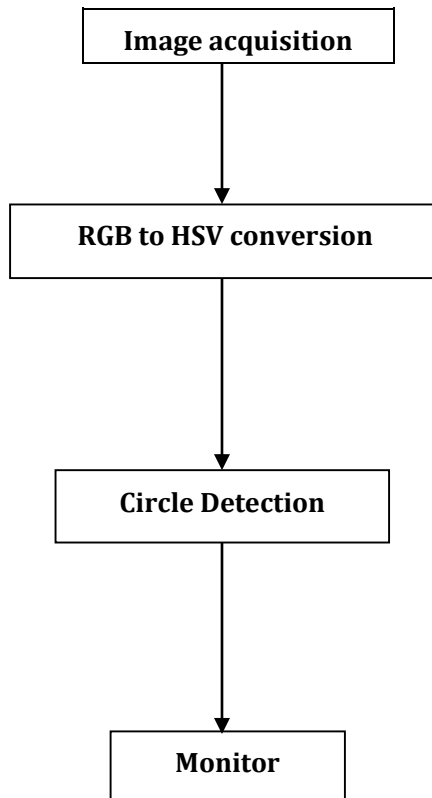 Image acquisition
RGB to HSV conversion
Circle Detection
Monitor